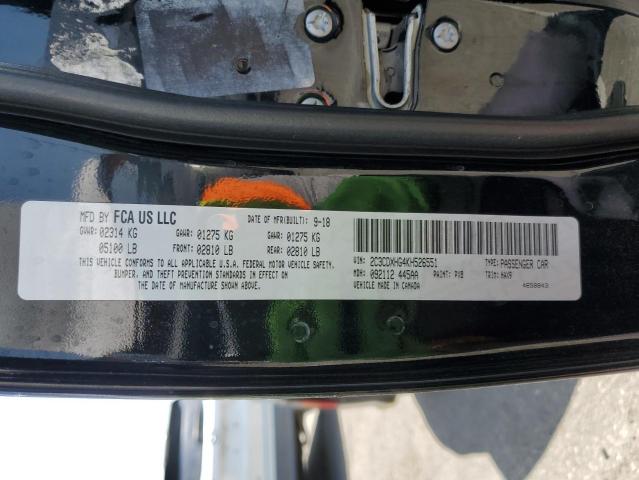 MFD BY FCA US LLC DATE OF MFR(BUILT): 9-18
GVWR: 02314 KG GAWR: 01275 KG GAWR: 01275 KG
05100 LB FRONT: 02810 LB REAR: 02810 LB
THIS VEHICLE CONFORMS TO ALL APPLICABLE U.S.A. FEDERAL MOTOR VEHICLE SAFETY,
BUMPER, AND THEFT PREVENTION STANDARDS IN EFFECT ON THE
DATE OF MANUFACTURE SHOWN ABOVE.
VIN: 2C3CDXHG4KH526551 TYPE: PASSENGER CAR
MDH: 092112 445AA PAINT: PX8 TRIM: HAX9
VEHICLE MADE IN CANADA